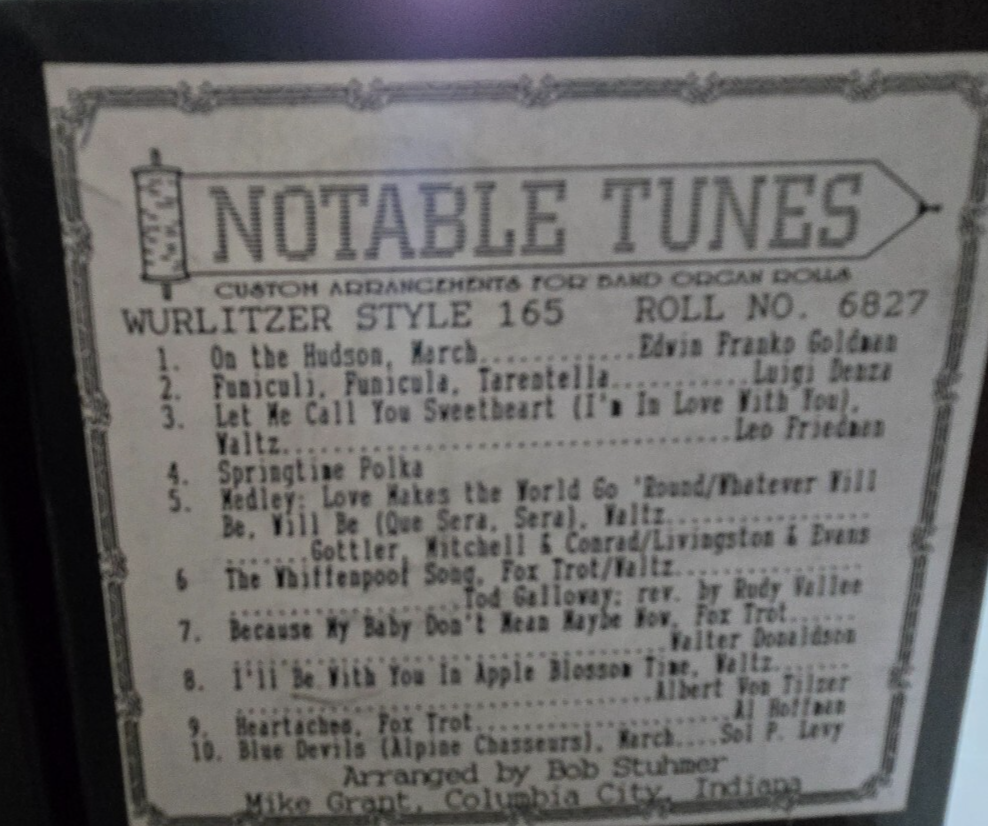 NOTABLE TUNES
CUSTOM ARRANGEMENTS FOR BAND ORGAN ROLLS
WURLITZER STYLE 165 ROLL NO. 6827
1. On the Hudson, March............Edwin Franko Goldman
2. Funiculi, Funicula, Tarentella...........Luigi Denza
3. Let Me Call You Sweetheart (I'm In Love With You),
Waltz..................................Leo Friedman
4. Springtime Polka
5. Medley: Love Makes the World Go 'Round/Whatever Will
Be, Will Be (Que Sera, Sera), Waltz................
.......Gottler, Mitchell & Conrad/Livingston & Evans
6 The Whiffenpoof Song, Fox Trot/Waltz...............
..................Tod Galloway; rev. by Rudy Vallee
7. Because My Baby Don't Mean Maybe Now, Fox Trot......
..................................Walter Donaldson
8. I'll Be With You In Apple Blossom Time, Waltz.......
.................................Albert Von Tilzer
9. Heartaches, Fox Trot.....................Al Hoffman
10. Blue Devils (Alpine Chasseurs), March....Sol P. Levy
Arranged by Bob Stuhmer
Mike Grant, Columbia City, Indiana